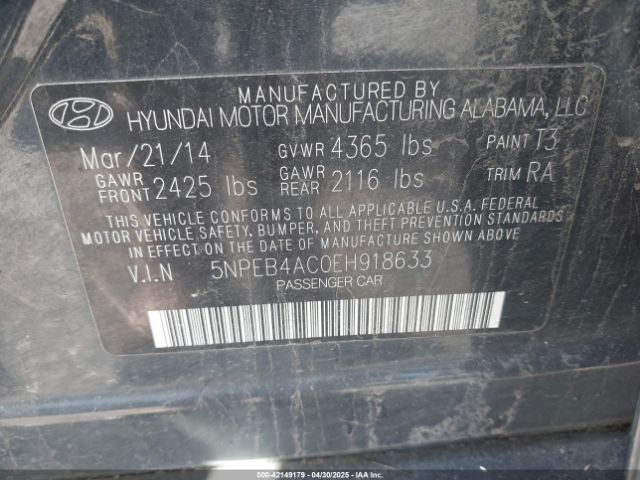 MANUFACTURED BY
HYUNDAI MOTOR MANUFACTURING ALABAMA, LLC
Mar/21/14 GVWR 4365 lbs PAINT T3
GAWR FRONT 2425 lbs GAWR REAR 2116 lbs TRIM RA
THIS VEHICLE CONFORMS TO ALL APPLICABLE U.S.A. FEDERAL
MOTOR VEHICLE SAFETY, BUMPER, AND THEFT PREVENTION STANDARDS
IN EFFECT ON THE DATE OF MANUFACTURE SHOWN ABOVE.
V.I.N 5NPEB4AC0EH918633
PASSENGER CAR
000-42149179 - 04/30/2025 - COPART.COM